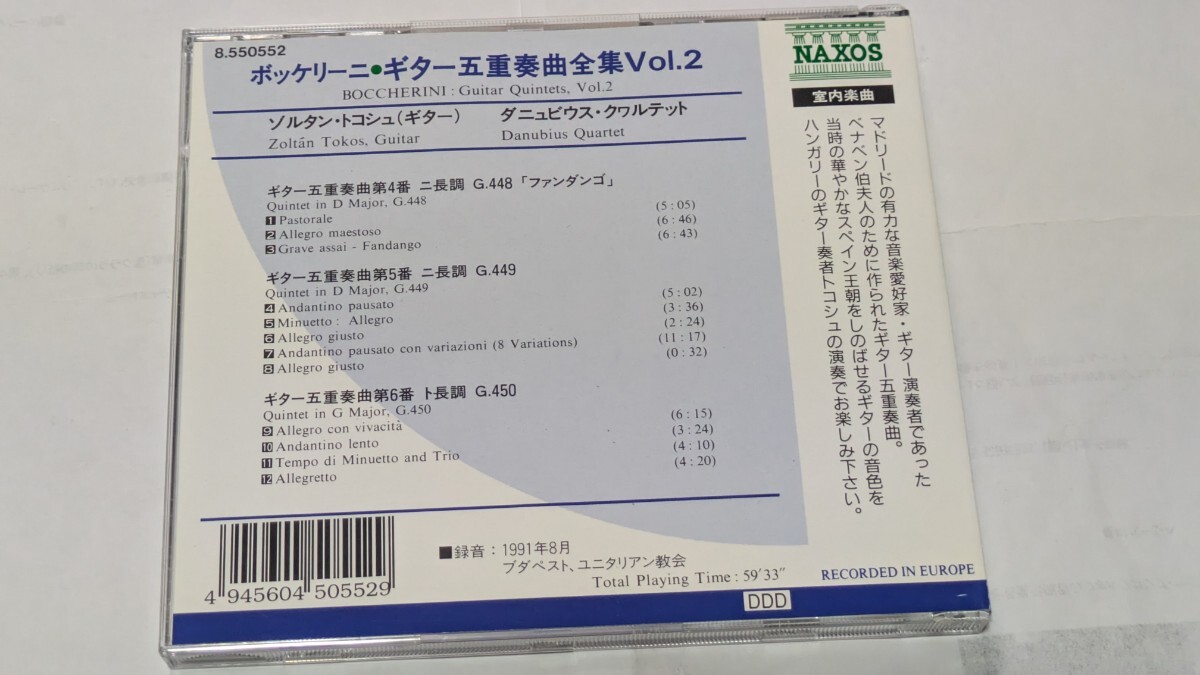 8.550552
ボッケリーニ●ギター五重奏曲全集Vol.2
BOCCHERINI : Guitar Quintets, Vol.2
ゾルタン・トコシュ(ギター)
Zoltán Tokos, Guitar
ダニュビウス・クヮルテット
Danubius Quartet
ギター五重奏曲第4番 ニ長調 G.448「ファンダンゴ」
Quintet in D Major, G.448
1 Pastorale (5 : 05)
2 Allegro maestoso (6 : 46)
3 Grave assai - Fandango (6 : 43)
ギター五重奏曲第5番 ニ長調 G.449
Quintet in D Major, G.449
4 Andantino pausato (5 : 02)
5 Minuetto : Allegro (3 : 36)
6 Allegro giusto (2 : 24)
7 Andantino pausato con variazioni (8 Variations) (11 : 17)
8 Allegro giusto (0 : 32)
ギター五重奏曲第6番 ト長調 G.450
Quintet in G Major, G.450
9 Allegro con vivacità (6 : 15)
10 Andantino lento (3 : 24)
11 Tempo di Minuetto and Trio (4 : 10)
12 Allegretto (4 : 20)
■録音：1991年8月
ブダペスト、ユニタリアン教会
Total Playing Time : 59'33"
4 945604 505529
DDD
NAXOS
室内楽曲
マドリードの有力な音楽愛好家・ギター演奏者であった
ベナベン伯夫人のために作られたギター五重奏曲。
当時の華やかなスペイン王朝をしのばせるギターの音色を
ハンガリーのギター奏者トコシュの演奏でお楽しみ下さい。
RECORDED IN EUROPE